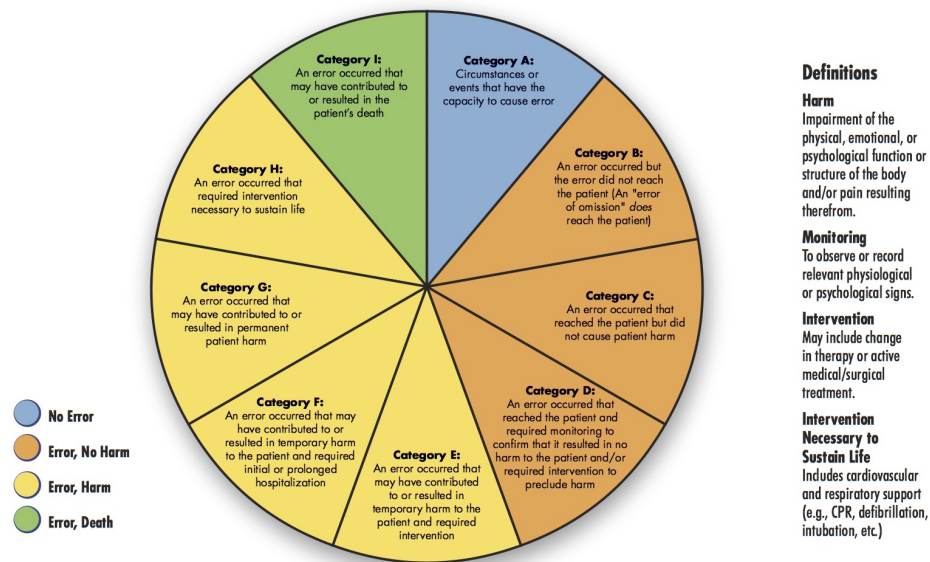 Category I:
An error occurred that
may have contributed to
or resulted in the
patient's death
Category A:
Circumstances or
events that have the
capacity to cause error
Category B:
An error occurred but
the error did not reach
the patient (An "error
of omission" does
reach the patient)
Category C:
An error occurred that
reached the patient but did
not cause patient harm
Category D:
An error occurred that
reached the patient and
required monitoring to
confirm that it resulted in no
harm to the patient and/or
required intervention to
preclude harm
Category E:
An error occurred that
may have contributed
to or resulted in
temporary harm to the
patient and required
intervention
Category F:
An error occurred that may
have contributed to or
resulted in temporary harm
to the patient and required
initial or prolonged
hospitalization
Category G:
An error occurred that
may have contributed to or
resulted in permanent
patient harm
Category H:
An error occurred that
required intervention
necessary to sustain life
No Error
Error, No Harm
Error, Harm
Error, Death
Definitions
Harm
Impairment of the
physical, emotional, or
psychological function or
structure of the body
and/or pain resulting
therefrom.
Monitoring
To observe or record
relevant physiological
or psychological signs.
Intervention
May include change
in therapy or active
medical/surgical
treatment.
Intervention
Necessary to
Sustain Life
Includes cardiovascular
and respiratory support
(e.g., CPR, defibrillation,
intubation, etc.)